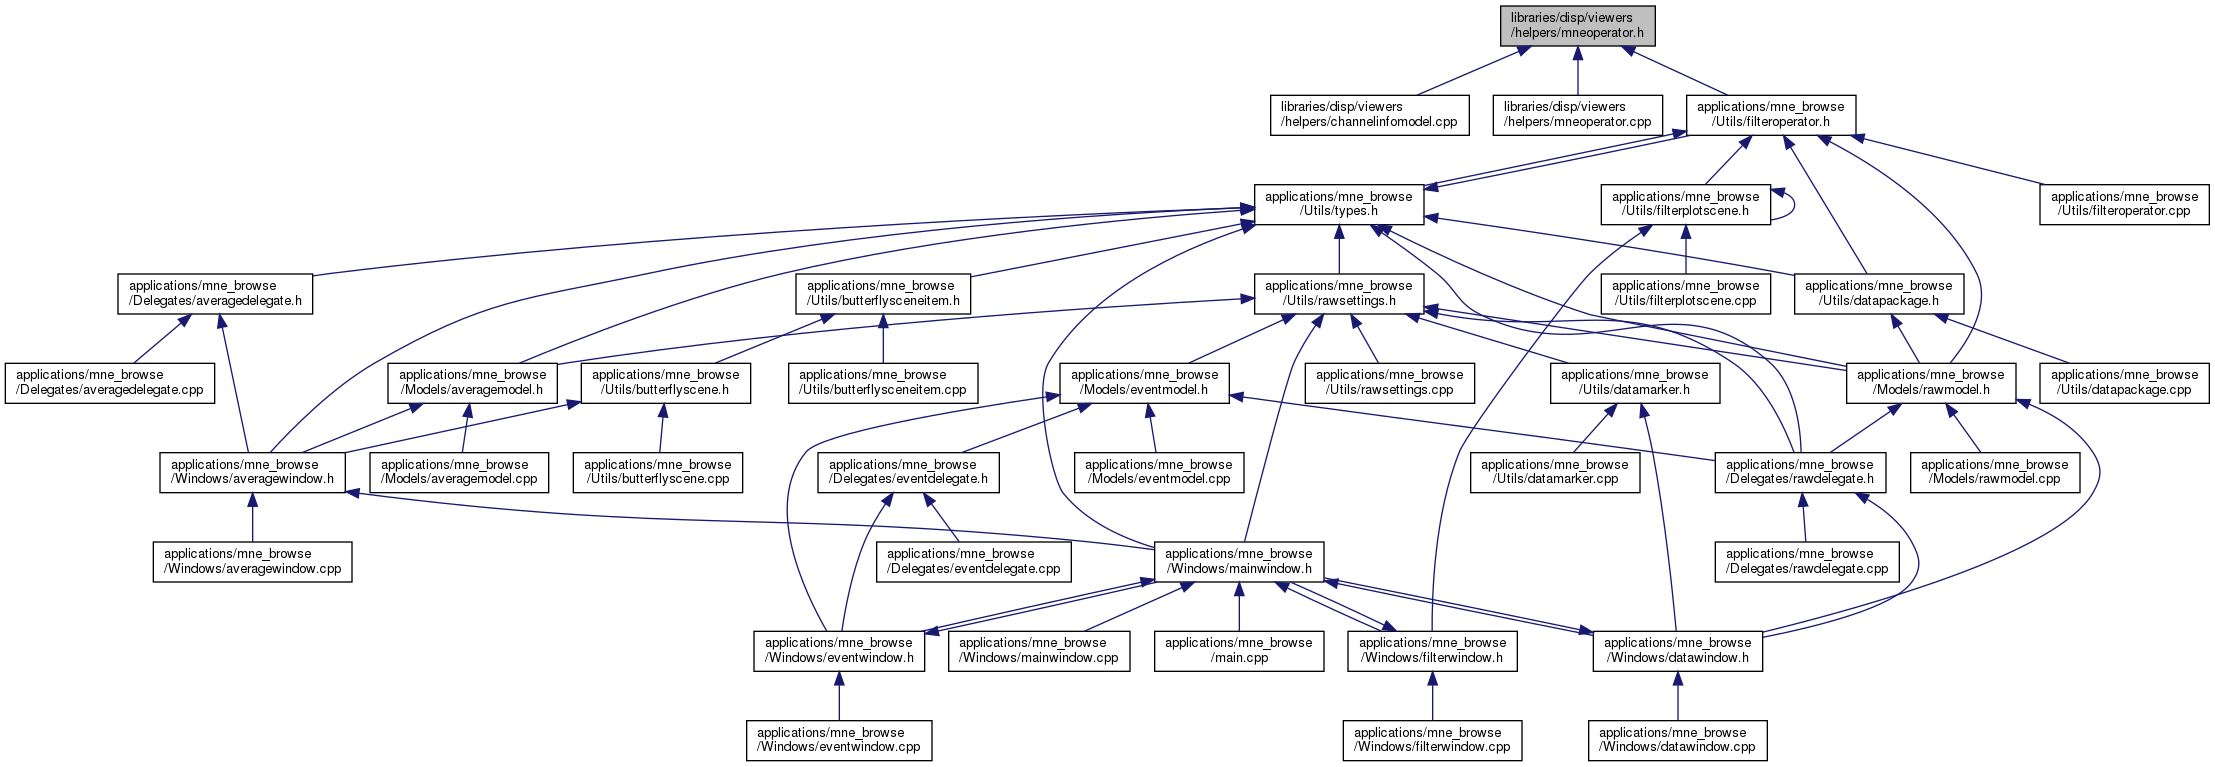 libraries/disp/viewers
/helpers/mneoperator.h
libraries/disp/viewers
/helpers/channelinfomodel.cpp
libraries/disp/viewers
/helpers/mneoperator.cpp
applications/mne_browse
/Utils/filteroperator.h
applications/mne_browse
/Utils/types.h
applications/mne_browse
/Utils/filterplotscene.h
applications/mne_browse
/Utils/filteroperator.cpp
applications/mne_browse
/Delegates/averagedelegate.h
applications/mne_browse
/Utils/butterflysceneitem.h
applications/mne_browse
/Utils/rawsettings.h
applications/mne_browse
/Utils/filterplotscene.cpp
applications/mne_browse
/Utils/datapackage.h
applications/mne_browse
/Delegates/averagedelegate.cpp
applications/mne_browse
/Models/averagemodel.h
applications/mne_browse
/Utils/butterflyscene.h
applications/mne_browse
/Utils/butterflysceneitem.cpp
applications/mne_browse
/Models/eventmodel.h
applications/mne_browse
/Utils/rawsettings.cpp
applications/mne_browse
/Utils/datamarker.h
applications/mne_browse
/Models/rawmodel.h
applications/mne_browse
/Utils/datapackage.cpp
applications/mne_browse
/Windows/averagewindow.h
applications/mne_browse
/Models/averagemodel.cpp
applications/mne_browse
/Utils/butterflyscene.cpp
applications/mne_browse
/Delegates/eventdelegate.h
applications/mne_browse
/Models/eventmodel.cpp
applications/mne_browse
/Utils/datamarker.cpp
applications/mne_browse
/Delegates/rawdelegate.h
applications/mne_browse
/Models/rawmodel.cpp
applications/mne_browse
/Windows/averagewindow.cpp
applications/mne_browse
/Delegates/eventdelegate.cpp
applications/mne_browse
/Windows/mainwindow.h
applications/mne_browse
/Delegates/rawdelegate.cpp
applications/mne_browse
/Windows/eventwindow.h
applications/mne_browse
/Windows/mainwindow.cpp
applications/mne_browse
/main.cpp
applications/mne_browse
/Windows/filterwindow.h
applications/mne_browse
/Windows/datawindow.h
applications/mne_browse
/Windows/eventwindow.cpp
applications/mne_browse
/Windows/filterwindow.cpp
applications/mne_browse
/Windows/datawindow.cpp